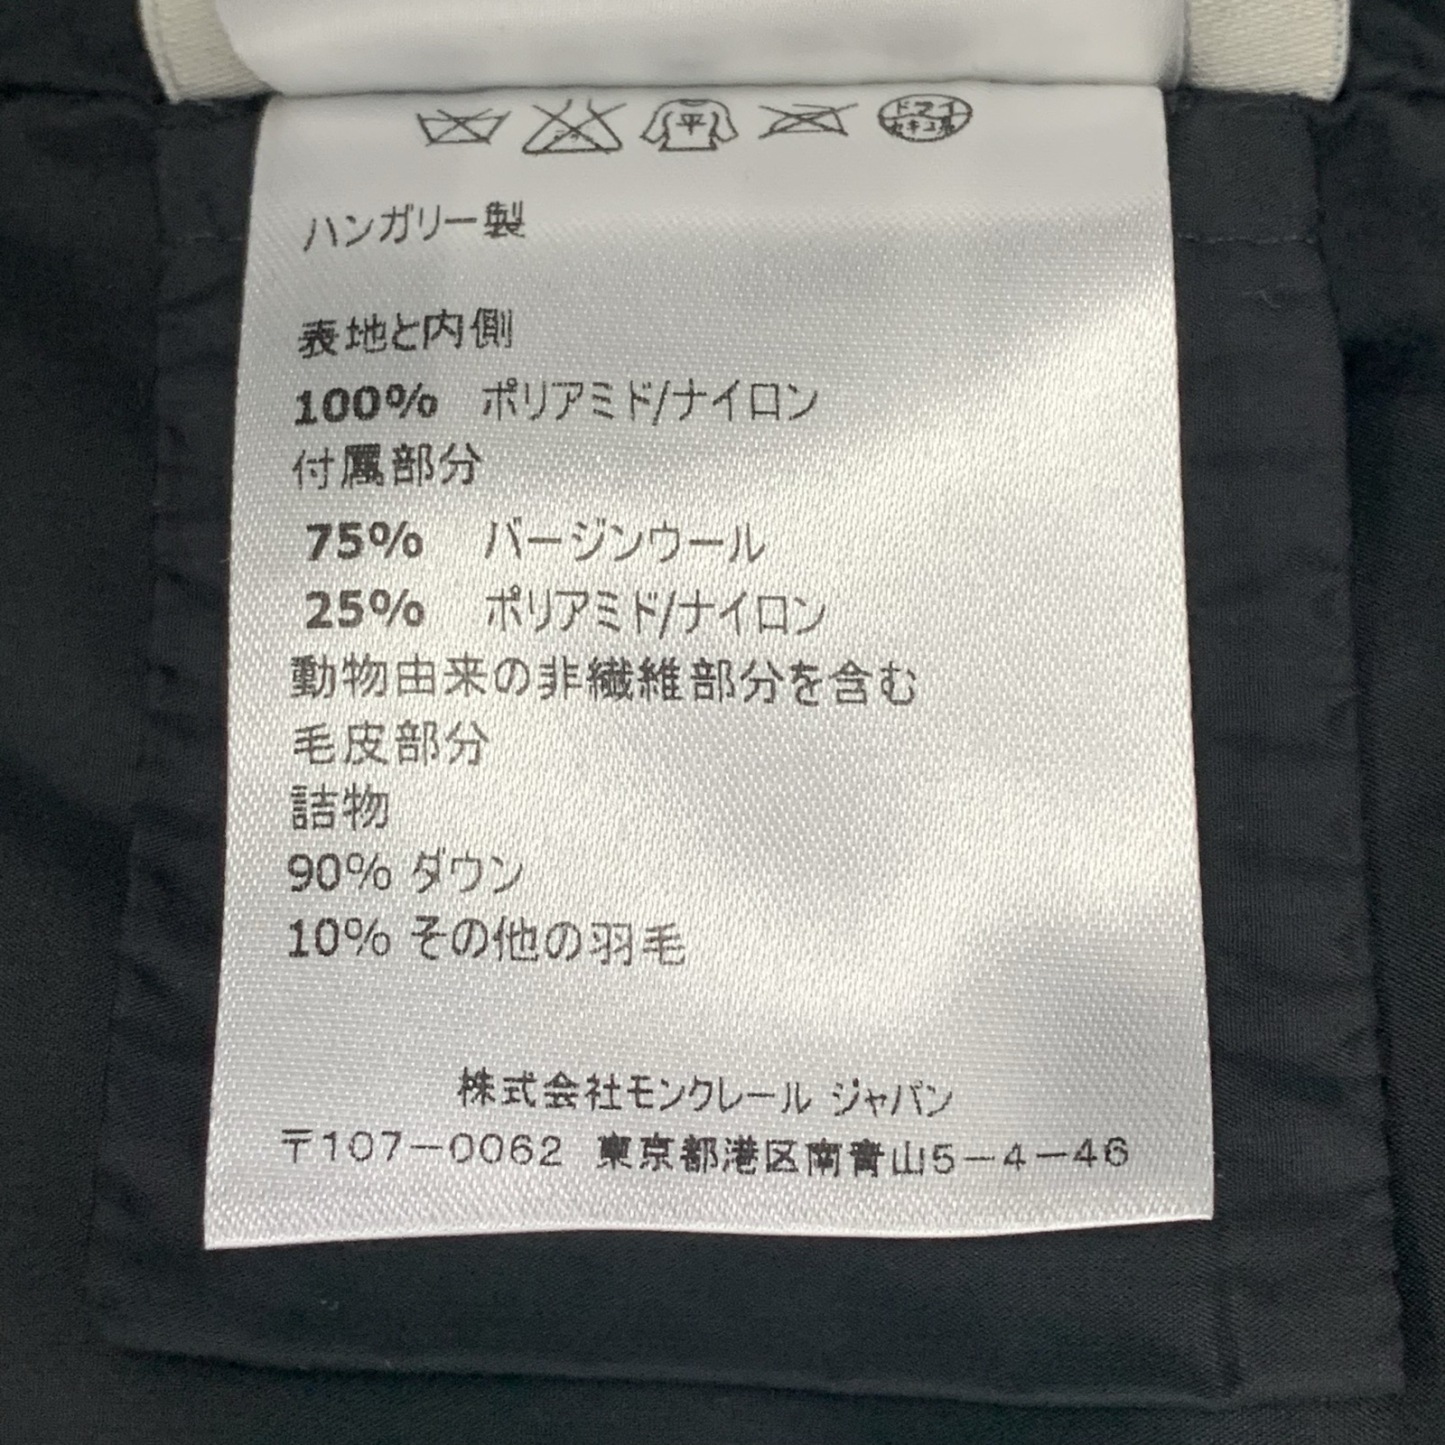 平 ドライ
ハンガリー製
表地と内側
100% ポリアミド/ナイロン
付属部分
75% バージンウール
25% ポリアミド/ナイロン
動物由来の非繊維部分を含む
毛皮部分
詰物
90% ダウン
10% その他の羽毛
株式会社モンクレール ジャパン
〒107-0062 東京都港区南青山5-4-46